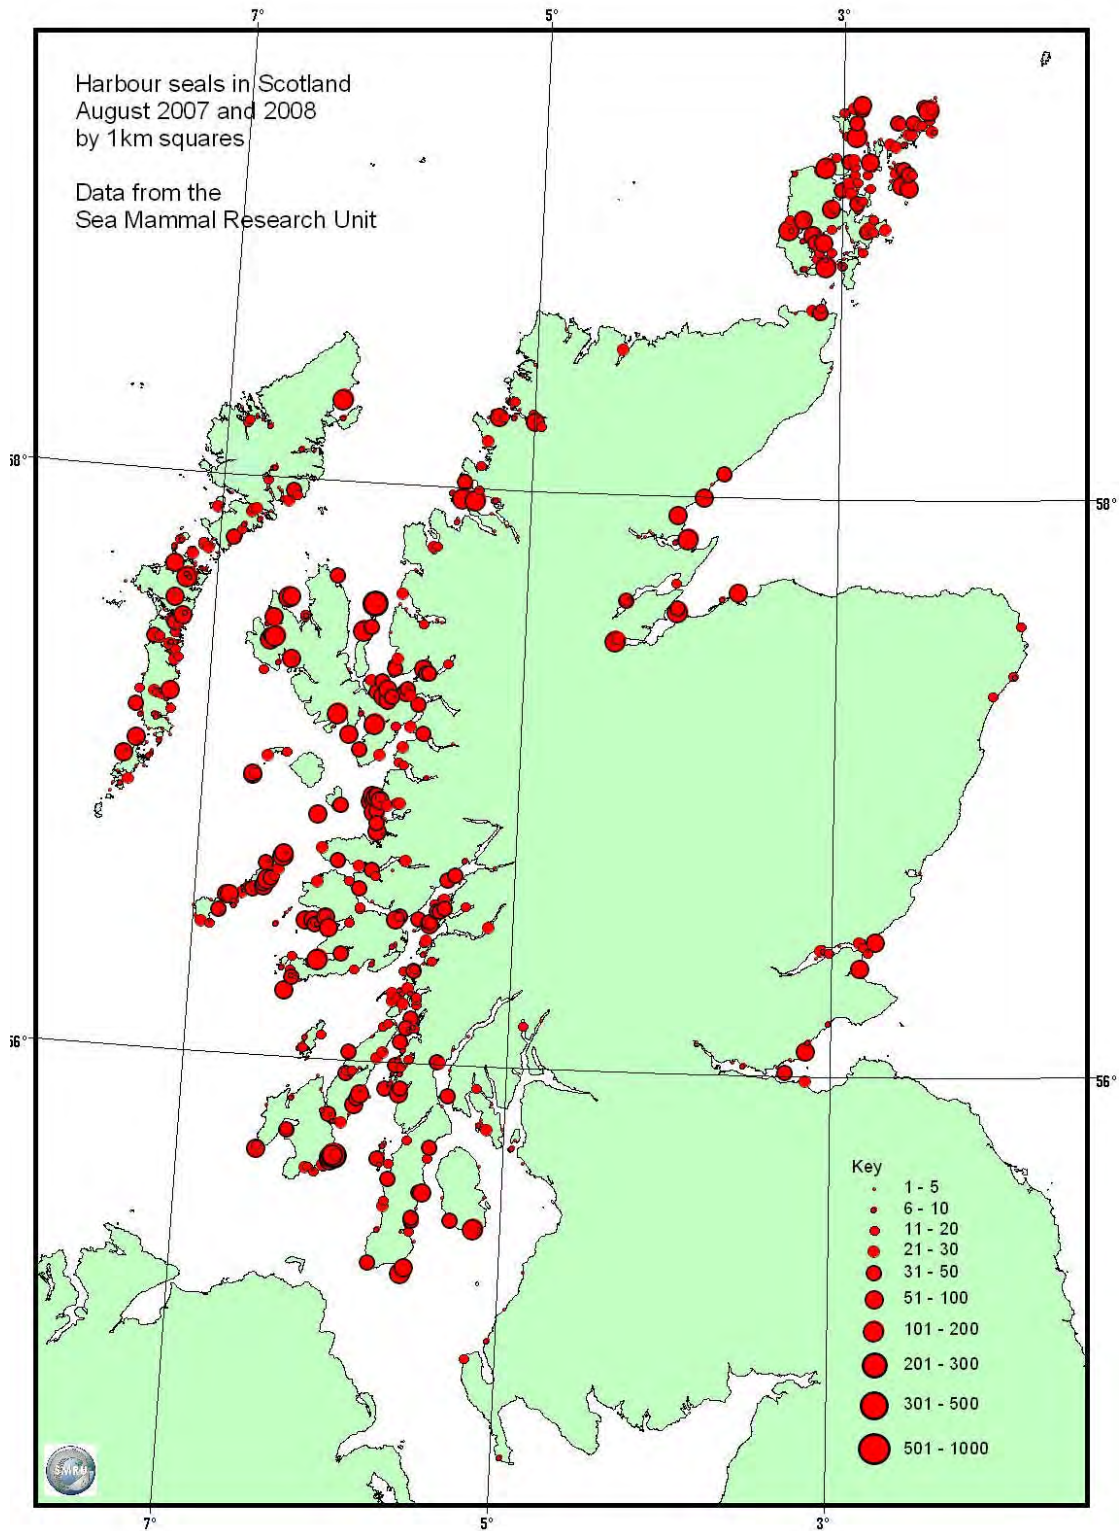 7°
5°
3°
Harbour seals in Scotland
August 2007 and 2008
by 1km squares
Data from the
Sea Mammal Research Unit
58°
58°
56°
56°
Key
1 - 5
6 - 10
11 - 20
21 - 30
31 - 50
51 - 100
101 - 200
201 - 300
301 - 500
501 - 1000
SMRU
7°
5°
3°